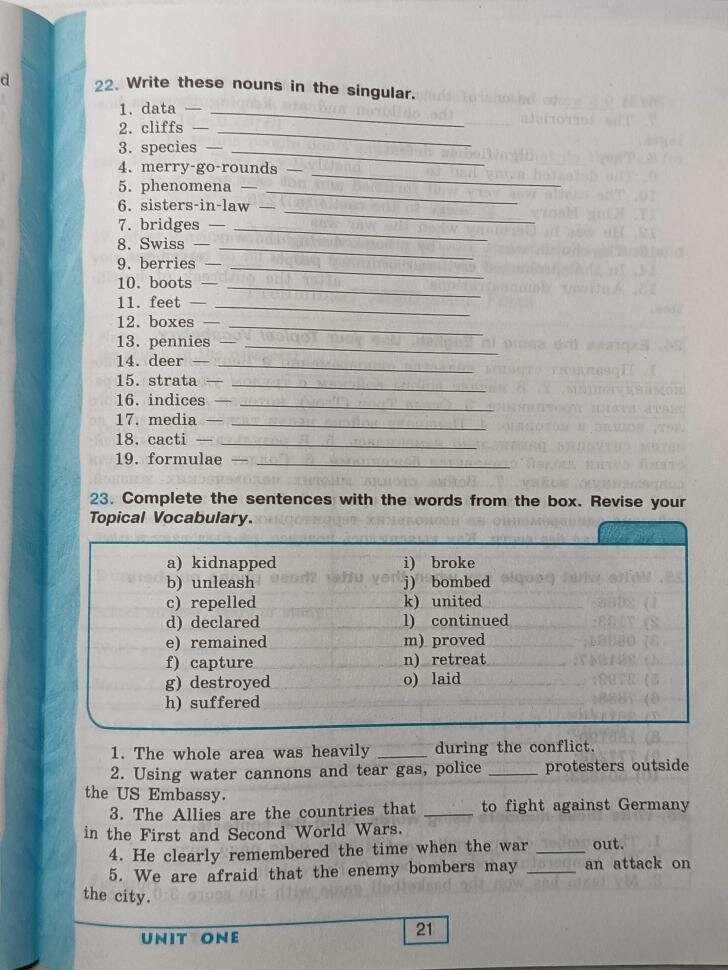 d
22. Write these nouns in the singular.
1. data —
2. cliffs —
3. species —
4. merry-go-rounds —
5. phenomena —
6. sisters-in-law —
7. bridges —
8. Swiss —
9. berries —
10. boots —
11. feet —
12. boxes —
13. pennies —
14. deer —
15. strata —
16. indices —
17. media —
18. cacti —
19. formulae —
23. Complete the sentences with the words from the box. Revise your
Topical Vocabulary.
a) kidnapped
b) unleash
c) repelled
d) declared
e) remained
f) capture
g) destroyed
h) suffered
i) broke
j) bombed
k) united
l) continued
m) proved
n) retreat
o) laid
1. The whole area was heavily _____ during the conflict.
2. Using water cannons and tear gas, police _____ protesters outside
the US Embassy.
3. The Allies are the countries that _____ to fight against Germany
in the First and Second World Wars.
4. He clearly remembered the time when the war _____ out.
5. We are afraid that the enemy bombers may _____ an attack on
the city.
UNIT ONE
21